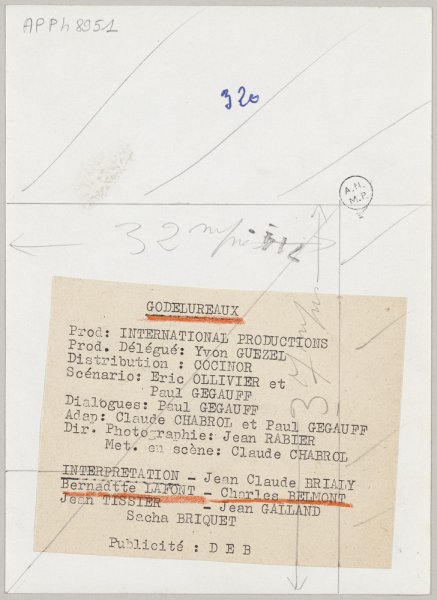 APPh 8951
320
A.H.
M.P.
32
37
GODELUREAUX
Prod: INTERNATIONAL PRODUCTIONS
Prod. Délégué: Yvon GUEZEL
Distribution : COCINOR
Scénario: Eric OLLIVIER et
Paul GEGAUFF
Dialogues: Paul GEGAUFF
Adap: Claude CHABROL et Paul GEGAUFF
Dir. Photographie: Jean RABIER
Met. en scène: Claude CHABROL
INTERPRETATION - Jean Claude BRIALY
Bernadtte LAFONT - Charles BELMONT
Jean TISSIER - Jean GALLAND
Sacha BRIQUET
Publicité : D E B